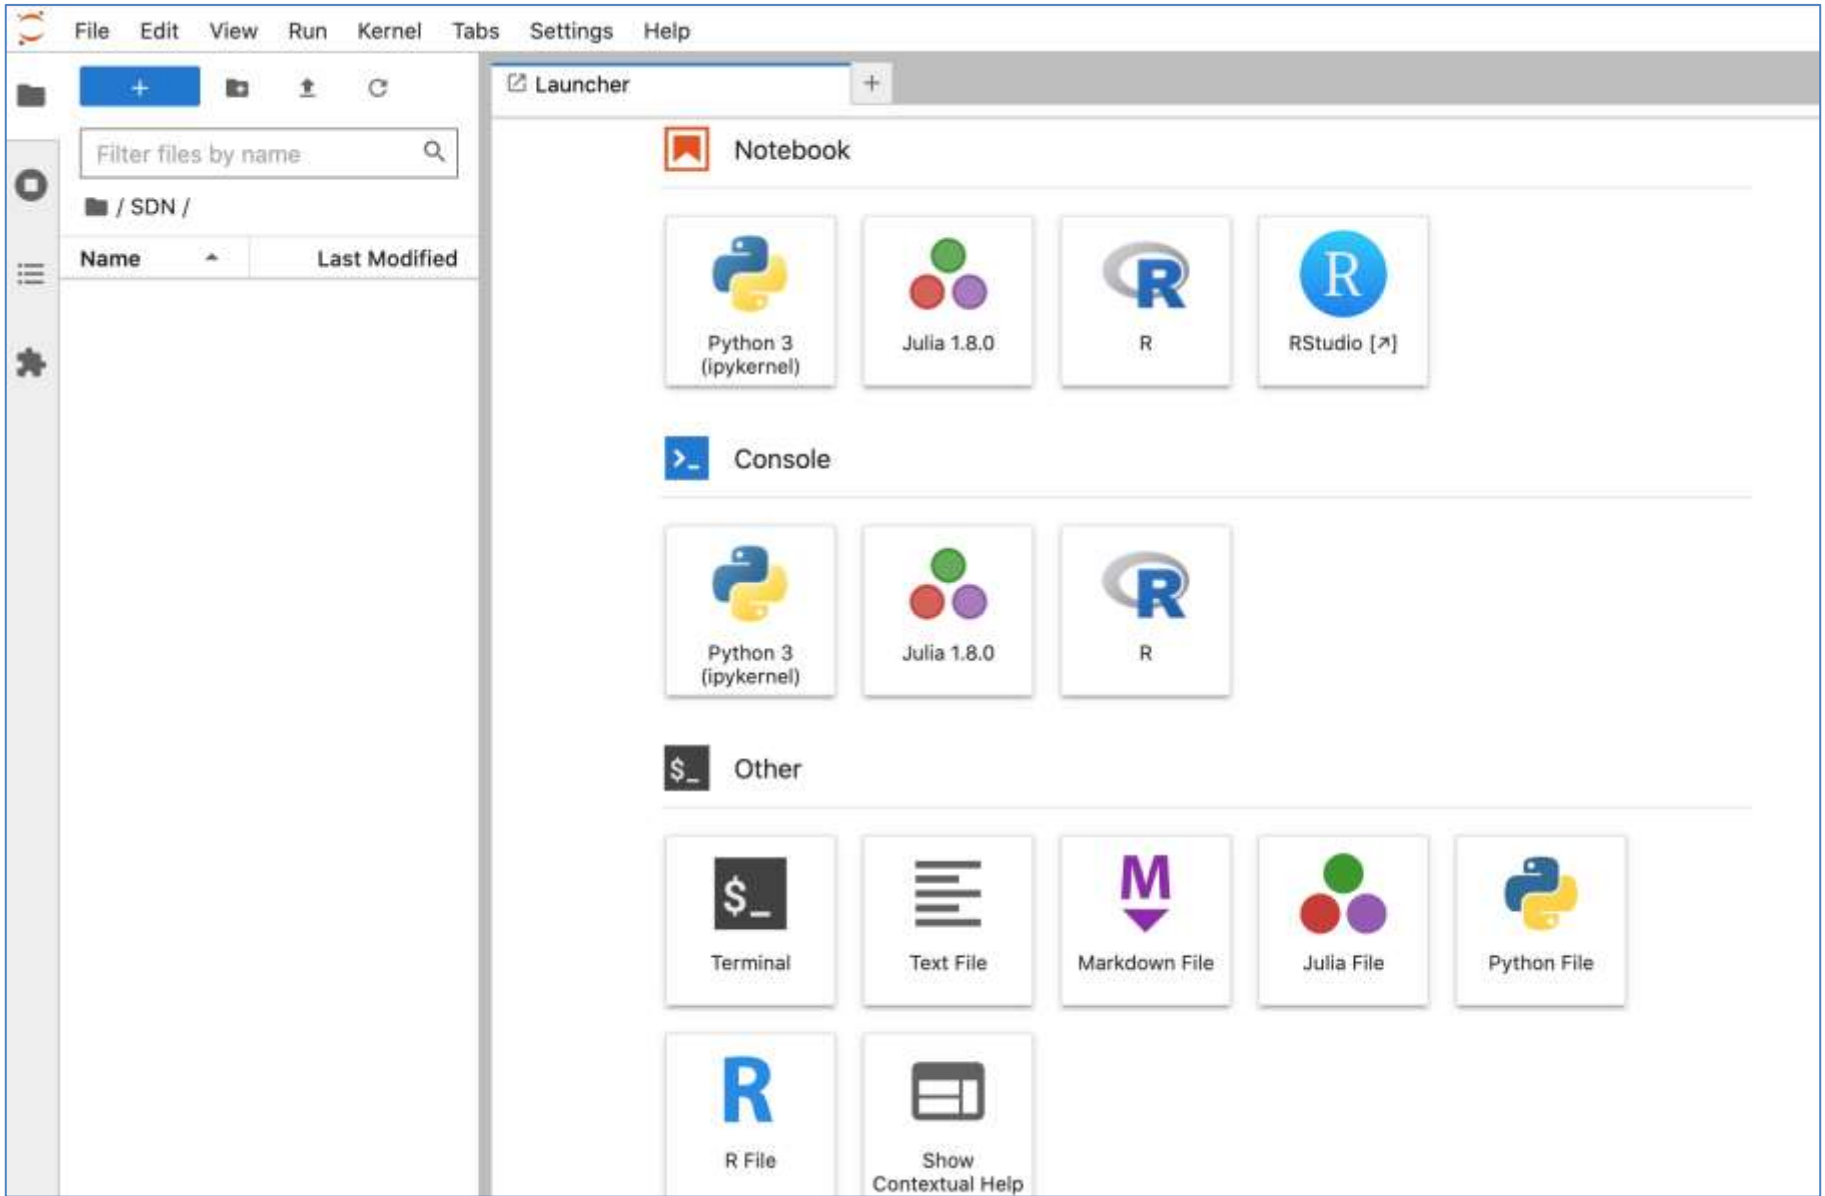 File Edit View Run Kernel Tabs Settings Help
+
Launcher
+
Filter files by name
/ SDN /
Name Last Modified
Notebook
Python 3
(ipykernel)
Julia 1.8.0
R
R
R
RStudio [↗]
Console
Python 3
(ipykernel)
Julia 1.8.0
R
R
$_ Other
$_
Terminal
Text File
M
Markdown File
Julia File
Python File
R
R File
Show
Contextual Help